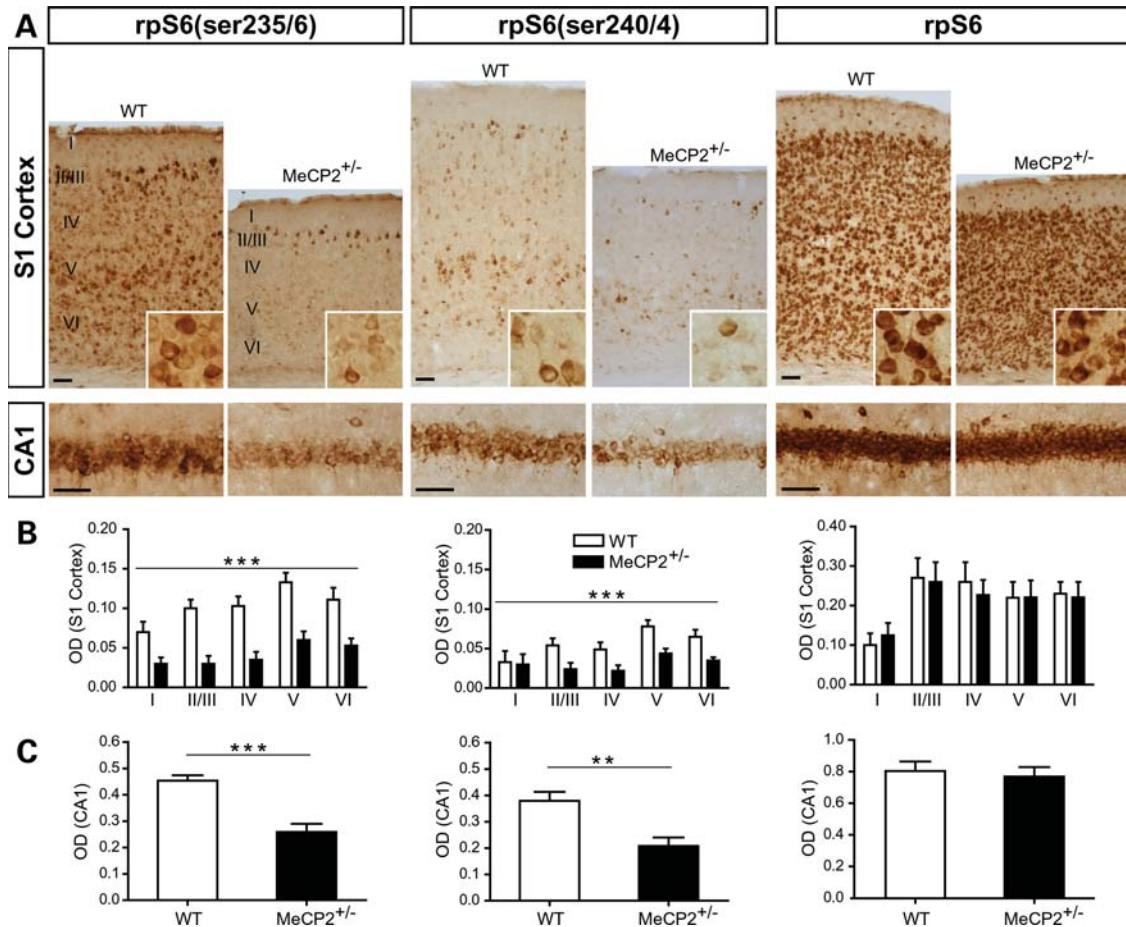 A
rpS6(ser235/6)
rpS6(ser240/4)
rpS6
S1 Cortex
WT
I
II/III
IV
V
VI
MeCP2+/-
I
II/III
IV
V
VI
WT
MeCP2+/-
WT
MeCP2+/-
CA1
B
OD (S1 Cortex)
0.20
0.15
0.10
0.05
0.00
***
I II/III IV V VI
OD (S1 Cortex)
0.20
0.15
0.10
0.05
0.00
WT
MeCP2+/-
***
I II/III IV V VI
OD (S1 Cortex)
0.40
0.30
0.20
0.10
0.00
I II/III IV V VI
C
OD (CA1)
0.6
0.5
0.4
0.3
0.2
0.1
0.0
***
WT MeCP2+/-
OD (CA1)
0.6
0.5
0.4
0.3
0.2
0.1
0.0
**
WT MeCP2+/-
OD (CA1)
1.0
0.8
0.6
0.4
0.2
0.0
WT MeCP2+/-